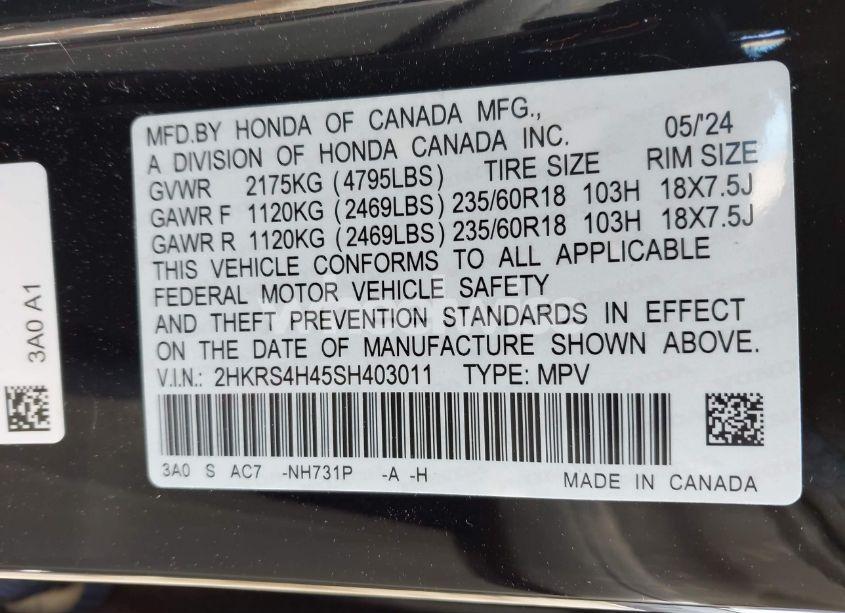 MFD.BY HONDA OF CANADA MFG., 05/'24
A DIVISION OF HONDA CANADA INC.
TIRE SIZE RIM SIZE
GVWR 2175KG (4795LBS)
GAWR F 1120KG (2469LBS) 235/60R18 103H 18X7.5J
GAWR R 1120KG (2469LBS) 235/60R18 103H 18X7.5J
THIS VEHICLE CONFORMS TO ALL APPLICABLE
FEDERAL MOTOR VEHICLE SAFETY
AND THEFT PREVENTION STANDARDS IN EFFECT
ON THE DATE OF MANUFACTURE SHOWN ABOVE.
V.I.N.: 2HKRS4H45SH403011 TYPE: MPV
3A0 S AC7 -NH731P -A -H
MADE IN CANADA
3A0 A1